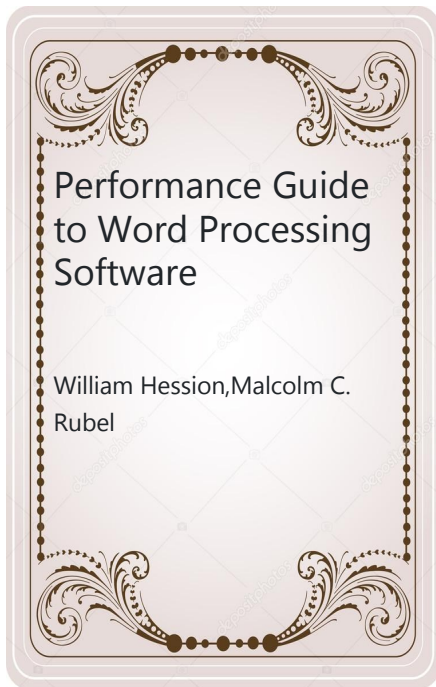 Performance Guide
to Word Processing
Software
William Hession,Malcolm C.
Rubel